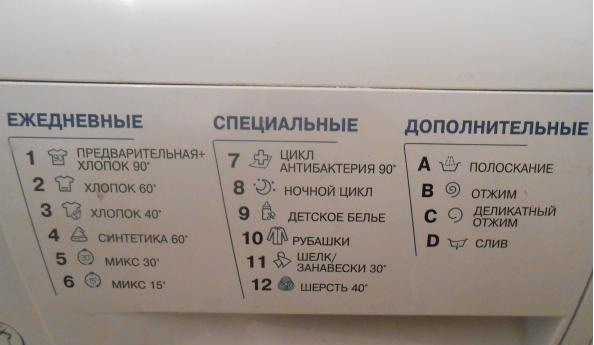 ЕЖЕДНЕВНЫЕ
1 ПРЕДВАРИТЕЛЬНАЯ+
ХЛОПОК 90°
2 ХЛОПОК 60°
3 ХЛОПОК 40°
4 СИНТЕТИКА 60°
5 30' МИКС 30'
6 15' МИКС 15'
СПЕЦИАЛЬНЫЕ
7 ЦИКЛ
АНТИБАКТЕРИЯ 90°
8 НОЧНОЙ ЦИКЛ
9 ДЕТСКОЕ БЕЛЬЕ
10 РУБАШКИ
11 ШЕЛК/
ЗАНАВЕСКИ 30°
12 ШЕРСТЬ 40°
ДОПОЛНИТЕЛЬНЫЕ
A ПОЛОСКАНИЕ
B ОТЖИМ
C ДЕЛИКАТНЫЙ
ОТЖИМ
D СЛИВ